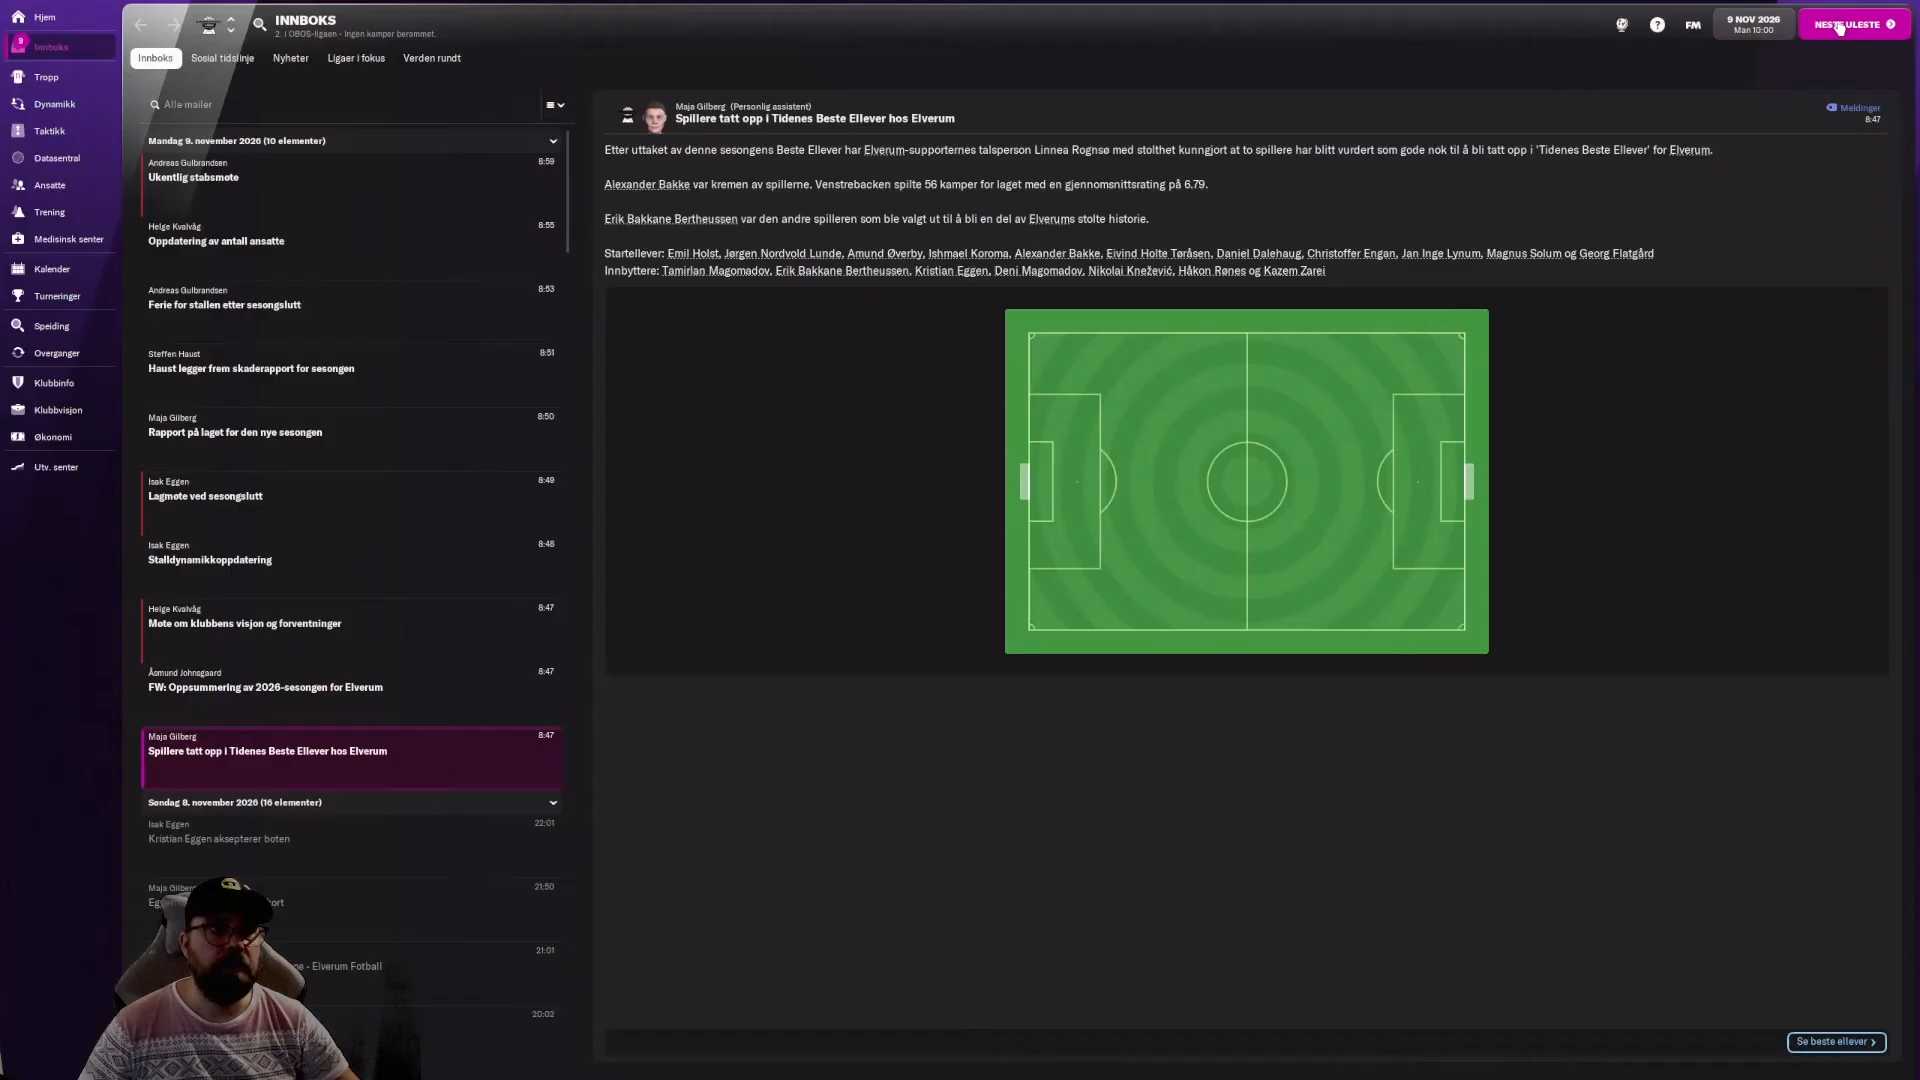 Hjem
9
Innboks
Tropp
Dynamikk
Taktikk
Datasentral
Ansatte
Trening
Medisinsk senter
Kalender
Turneringer
Speiding
Overganger
Klubbinfo
Klubbvisjon
Økonomi
Utv. senter
INNBOKS
2. i OBOS-ligaen - Ingen kamper berammet.
? FM
9 NOV 2026
Man 10:00
NESTE ULESTE
Innboks Sosial tidslinje Nyheter Ligaer i fokus Verden rundt
Alle mailer
Mandag 9. november 2026 (10 elementer)
Andreas Gulbrandsen 8:59
Ukentlig stabsmøte
Helge Kvalvåg 8:55
Oppdatering av antall ansatte
Andreas Gulbrandsen 8:53
Ferie for stallen etter sesongslutt
Steffen Haust 8:51
Haust legger frem skaderapport for sesongen
Maja Gilberg 8:50
Rapport på laget før den nye sesongen
Isak Eggen 8:49
Lagmøte ved sesongslutt
Isak Eggen 8:48
Stalldynamikkoppdatering
Helge Kvalvåg 8:47
Møte om klubbens visjon og forventninger
Åsmund Johnsgaard 8:47
FW: Oppsummering av 2026-sesongen for Elverum
Maja Gilberg 8:47
Spillere tatt opp i Tidenes Beste Ellever hos Elverum
Søndag 8. november 2026 (16 elementer)
Isak Eggen 22:01
Kristian Eggen aksepterer boten
Maja Gilberg 21:50
21:01
- Elverum Fotball
20:02
Maja Gilberg (Personlig assistent)
Spillere tatt opp i Tidenes Beste Ellever hos Elverum
Meldinger
8:47
Etter uttaket av denne sesongens Beste Ellever har Elverum-supporternes talsperson Linnea Rognsø med stolthet kunngjort at to spillere har blitt vurdert som gode nok til å bli tatt opp i 'Tidenes Beste Ellever' for Elverum.
Alexander Bakke var kremen av spillerne. Venstrebacken spilte 56 kamper for laget med en gjennomsnittsrating på 6.79.
Erik Bakkane Bertheussen var den andre spilleren som ble valgt ut til å bli en del av Elverums stolte historie.
Startellever: Emil Holst, Jørgen Nordvold Lunde, Amund Øverby, Ishmael Koroma, Alexander Bakke, Eivind Holte Tøråsen, Daniel Dalehaug, Christoffer Engan, Jan Inge Lynum, Magnus Solum og Georg Flatgård
Innbyttere: Tamirlan Magomadov, Erik Bakkane Bertheussen, Kristian Eggen, Deni Magomadov, Nikolai Knežević, Håkon Rønes og Kazem Zarei
Se beste ellever